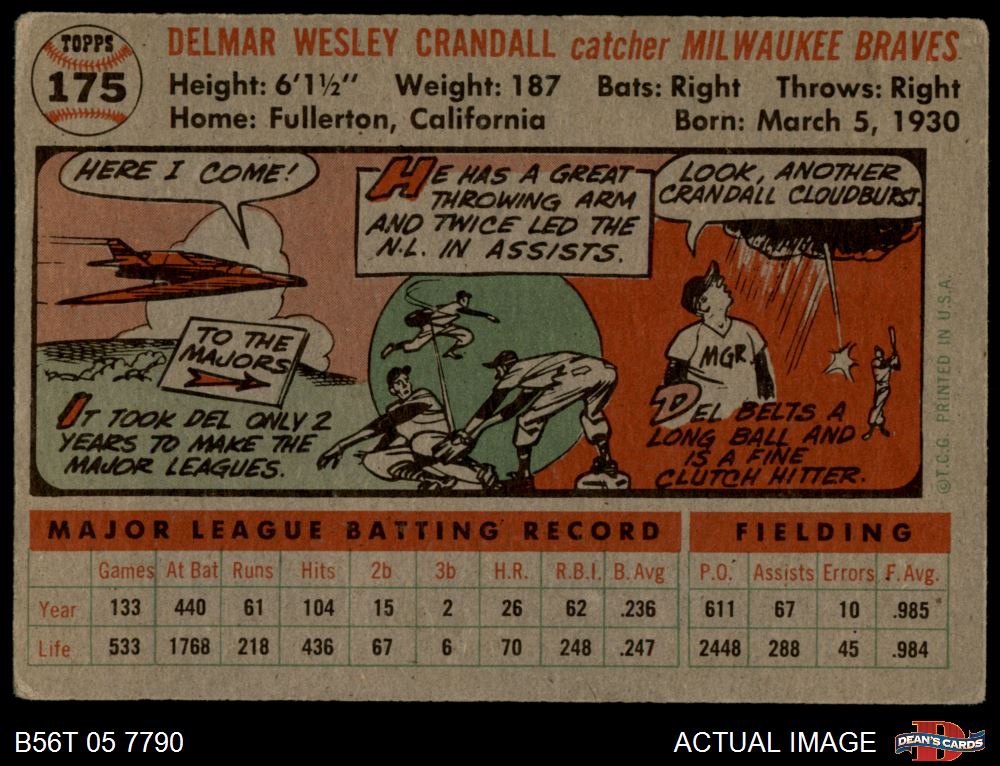 TOPPS
175
DELMAR WESLEY CRANDALL catcher MILWAUKEE BRAVES
Height: 6'1½" Weight: 187 Bats: Right Throws: Right
Home: Fullerton, California Born: March 5, 1930
HERE I COME!
TO THE
MAJORS
IT TOOK DEL ONLY 2
YEARS TO MAKE THE
MAJOR LEAGUES.
HE HAS A GREAT
THROWING ARM
AND TWICE LED THE
N.L. IN ASSISTS.
LOOK, ANOTHER
CRANDALL CLOUDBURST.
MGR.
DEL BELTS A
LONG BALL AND
IS A FINE
CLUTCH HITTER.
©T.C.G. PRINTED IN U.S.A.
MAJOR LEAGUE BATTING RECORD FIELDING
Games At Bat Runs Hits 2b 3b H.R. R.B.I. B. Avg P.O. Assists Errors F. Avg.
Year 133 440 61 104 15 2 26 62 .236 611 67 10 .985
Life 533 1768 218 436 67 6 70 248 .247 2448 288 45 .984
B56T 05 7790
ACTUAL IMAGE
DEAN'S CARDS